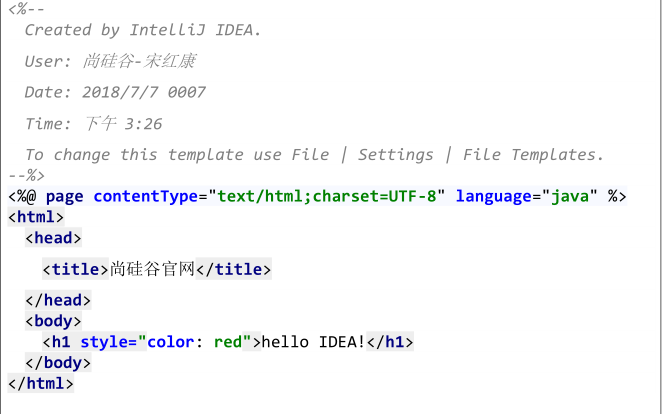 <%--
Created by IntelliJ IDEA.
User: 尚硅谷-宋红康
Date: 2018/7/7 0007
Time: 下午 3:26
To change this template use File | Settings | File Templates.
--%>
<%@ page contentType="text/html;charset=UTF-8" language="java" %>
<html>
<head>
<title>尚硅谷官网</title>
</head>
<body>
<h1 style="color: red">hello IDEA!</h1>
</body>
</html>